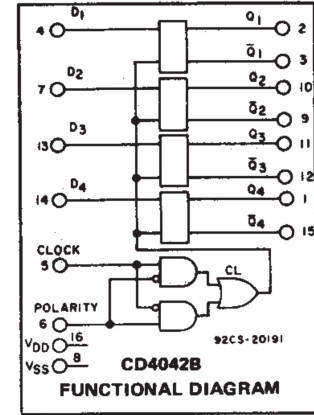 D1
4
Q1
2
Q̄1
3
D2
7
Q2
10
Q̄2
9
D3
13
Q3
11
Q̄3
12
D4
14
Q4
1
Q̄4
15
CLOCK
5
CL
POLARITY
6
92CS-20191
VDD 16
VSS 8
CD4042B
FUNCTIONAL DIAGRAM